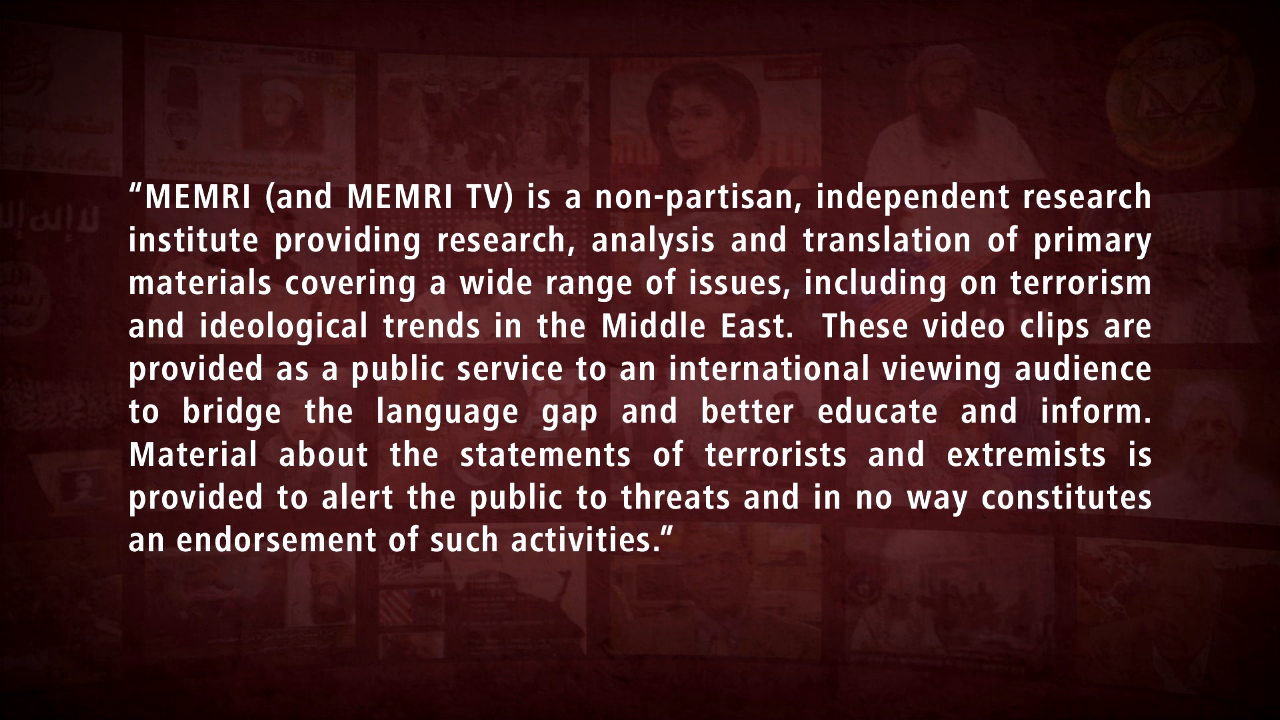 “MEMRI (and MEMRI TV) is a non-partisan, independent research
institute providing research, analysis and translation of primary
materials covering a wide range of issues, including on terrorism
and ideological trends in the Middle East.  These video clips are
provided as a public service to an international viewing audience
to bridge the language gap and better educate and inform.
Material about the statements of terrorists and extremists is
provided to alert the public to threats and in no way constitutes
an endorsement of such activities.”